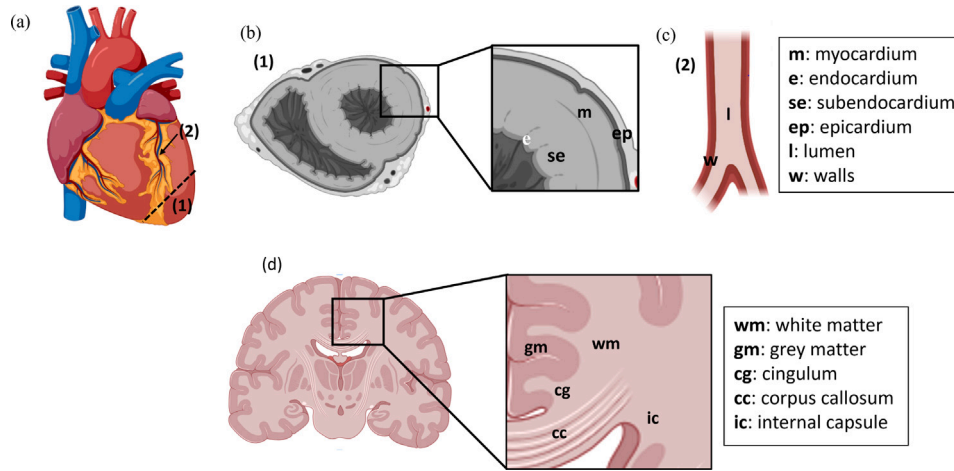 (a)
(2)
(1)
(b)
(1)
m
ep
e
se
(c)
(2)
l
w
m: myocardium
e: endocardium
se: subendocardium
ep: epicardium
l: lumen
w: walls
(d)
gm
wm
cg
ic
cc
wm: white matter
gm: grey matter
cg: cingulum
cc: corpus callosum
ic: internal capsule